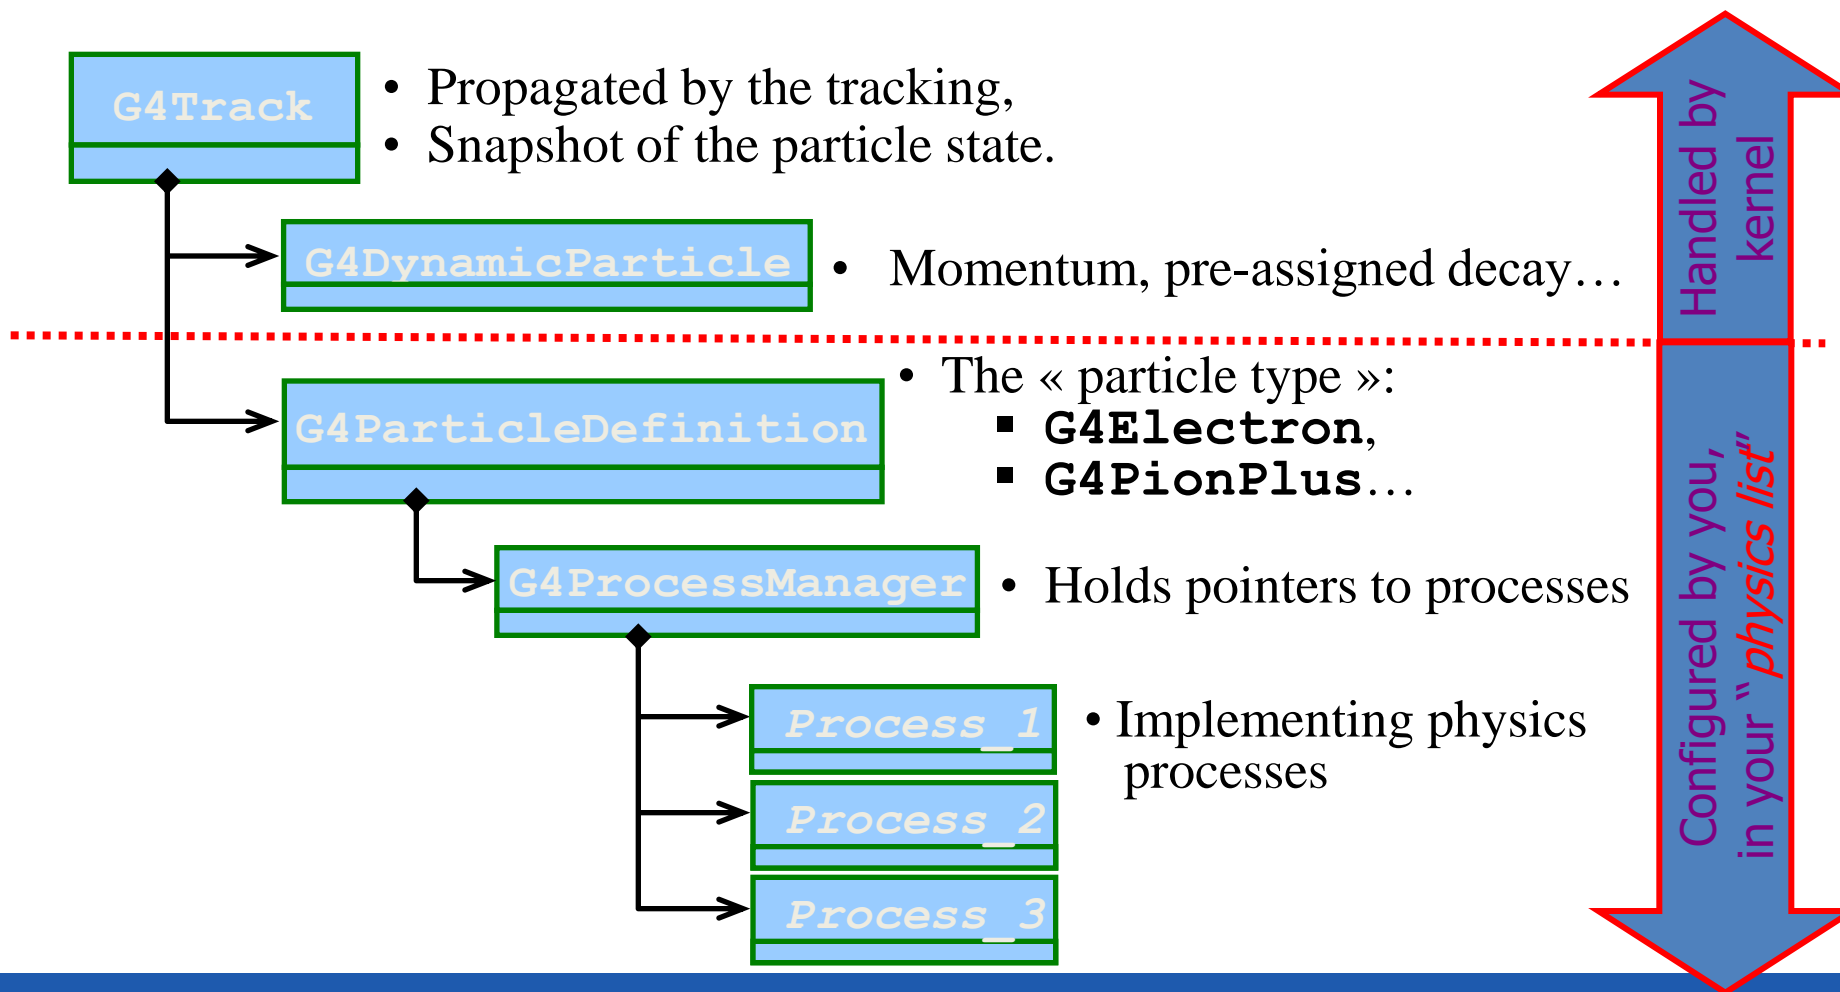 G4Track
• Propagated by the tracking,
• Snapshot of the particle state.
G4DynamicParticle
• Momentum, pre-assigned decay…
G4ParticleDefinition
• The « particle type »:
▪ G4Electron,
▪ G4PionPlus…
G4ProcessManager
• Holds pointers to processes
Process_1
• Implementing physics
processes
Process_2
Process_3
Handled by
kernel
Configured by you,
in your “physics list”